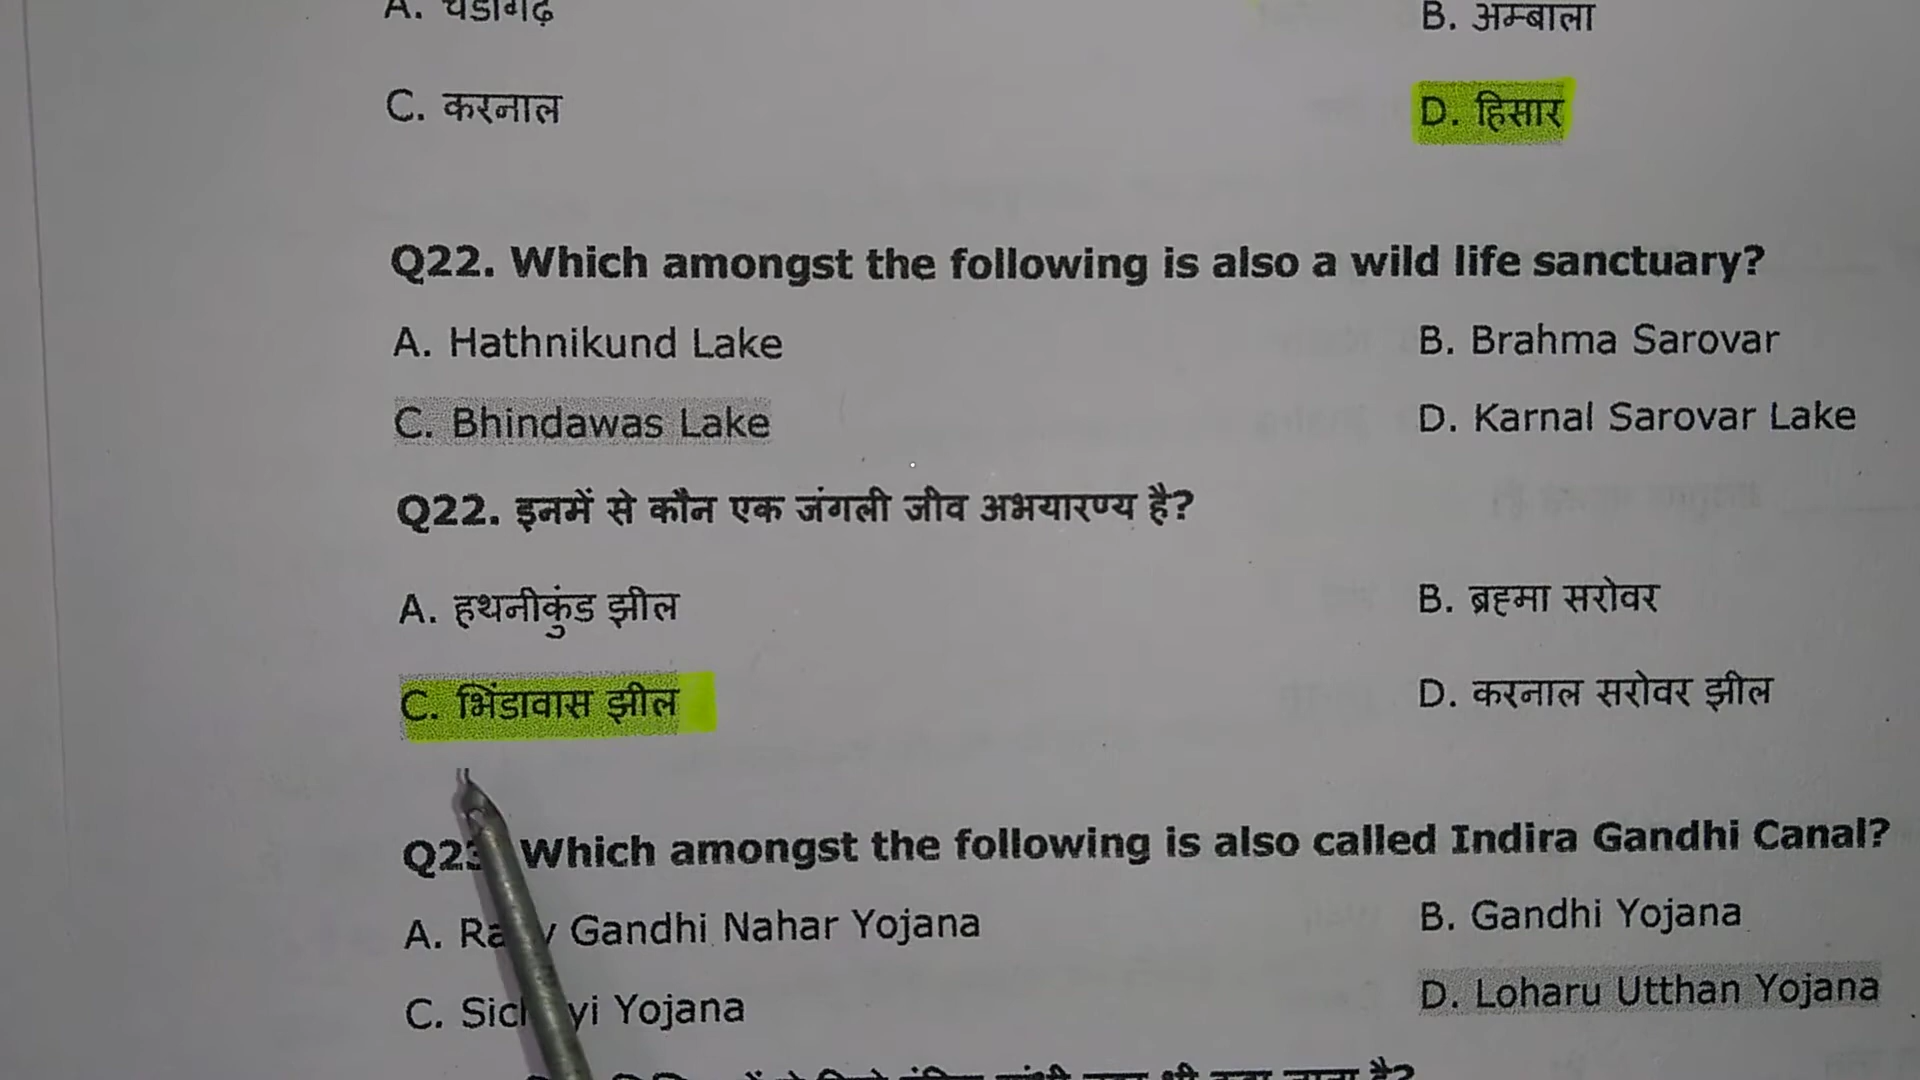 A. चंडीगढ़ B. अम्बाला
C. करनाल D. हिसार
Q22. Which amongst the following is also a wild life sanctuary?
A. Hathnikund Lake B. Brahma Sarovar
C. Bhindawas Lake D. Karnal Sarovar Lake
Q22. इनमें से कौन एक जंगली जीव अभयारण्य है?
A. हथनीकुंड झील B. ब्रह्मा सरोवर
C. भिंडावास झील D. करनाल सरोवर झील
Which amongst the following is also called Indira Gandhi Canal?
A. Gandhi Nahar Yojana B. Gandhi Yojana
C. Yojana D. Loharu Utthan Yojana